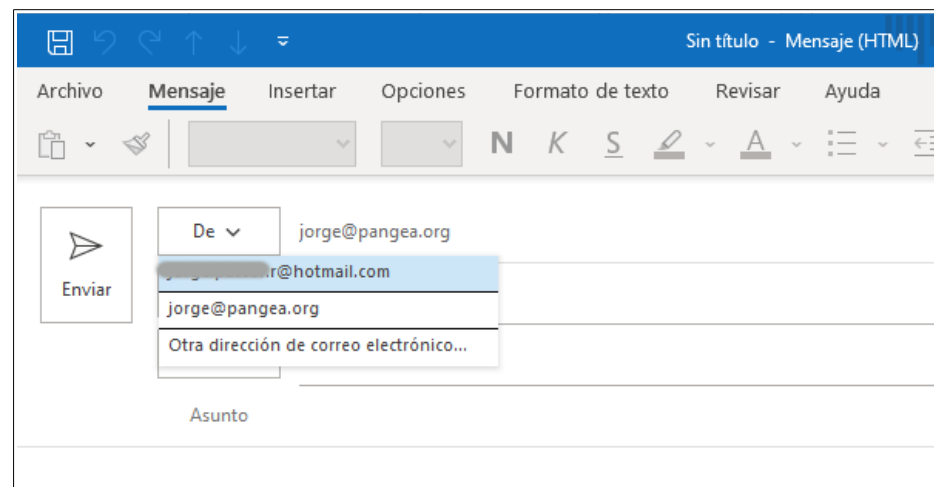 Sin título - Mensaje (HTML)
Archivo Mensaje Insertar Opciones Formato de texto Revisar Ayuda
N K S A
De jorge@pangea.org
r@hotmail.com
Enviar
jorge@pangea.org
Otra dirección de correo electrónico...
Asunto